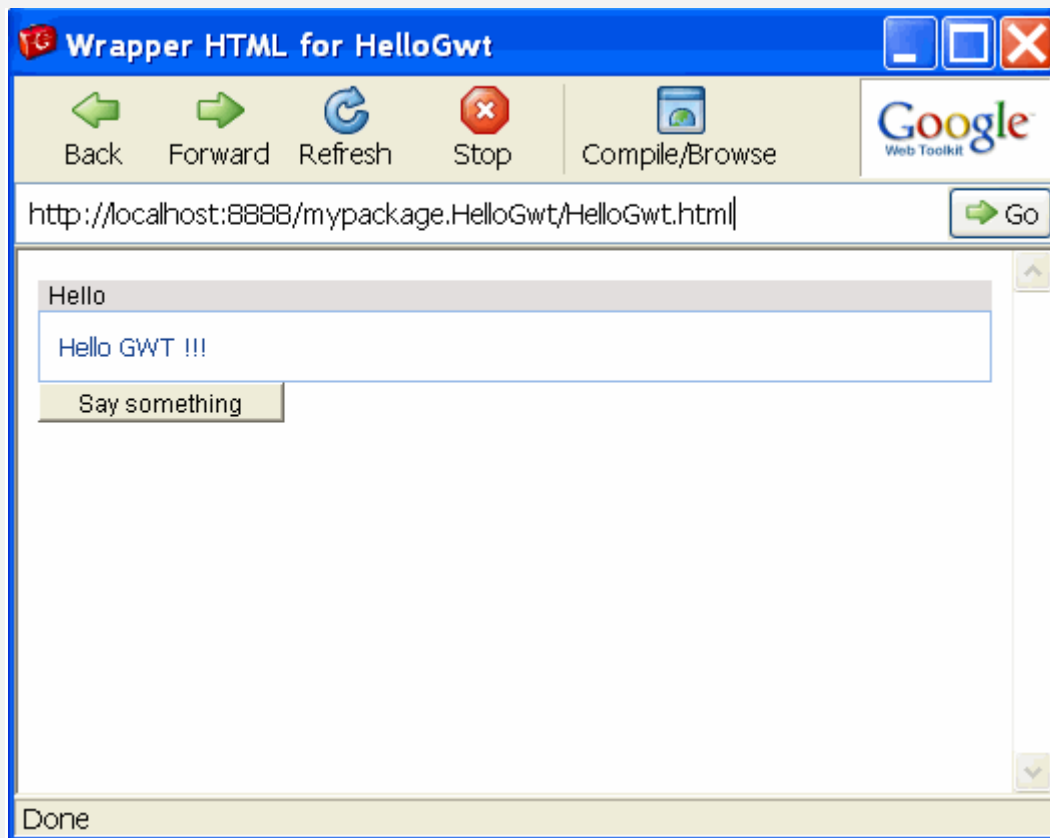 Wrapper HTML for HelloGwt
Back Forward Refresh Stop Compile/Browse
Google
Web Toolkit
http://localhost:8888/mypackage.HelloGwt/HelloGwt.html Go
Hello
Hello GWT !!!
Say something
Done